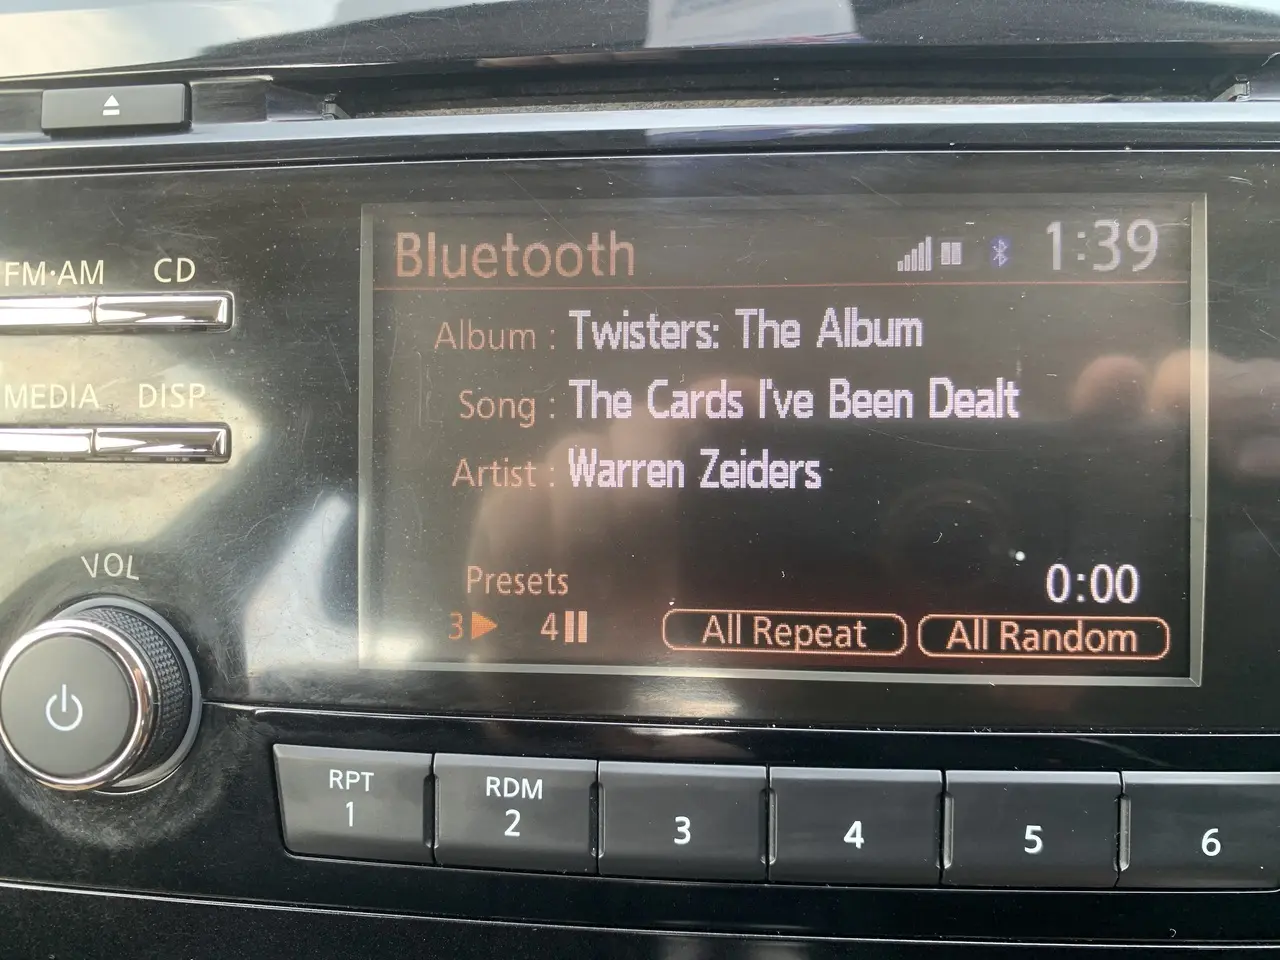 Bluetooth 1:39
FM·AM CD
Album : Twisters: The Album
MEDIA DISP
Song : The Cards I've Been Dealt
Artist : Warren Zeiders
VOL
Presets 0:00
3 4 All Repeat All Random
RPT RDM
1 2 3 4 5 6